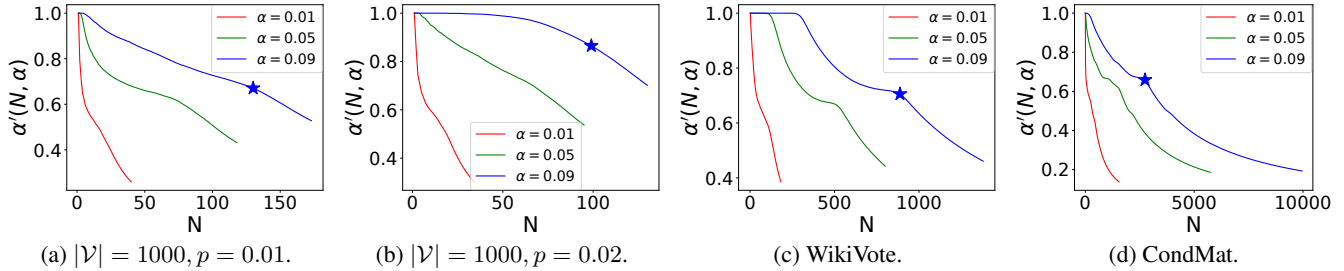 α′(N, α)
1.0
0.8
0.6
0.4
0
50
100
150
N
α = 0.01
α = 0.05
α = 0.09
(a) |𝒱| = 1000, p = 0.01.
α′(N, α)
1.0
0.8
0.6
0.4
0
50
100
N
α = 0.01
α = 0.05
α = 0.09
(b) |𝒱| = 1000, p = 0.02.
α′(N, α)
1.0
0.8
0.6
0.4
0
500
1000
N
α = 0.01
α = 0.05
α = 0.09
(c) WikiVote.
α′(N, α)
1.0
0.8
0.6
0.4
0.2
0
5000
10000
N
α = 0.01
α = 0.05
α = 0.09
(d) CondMat.